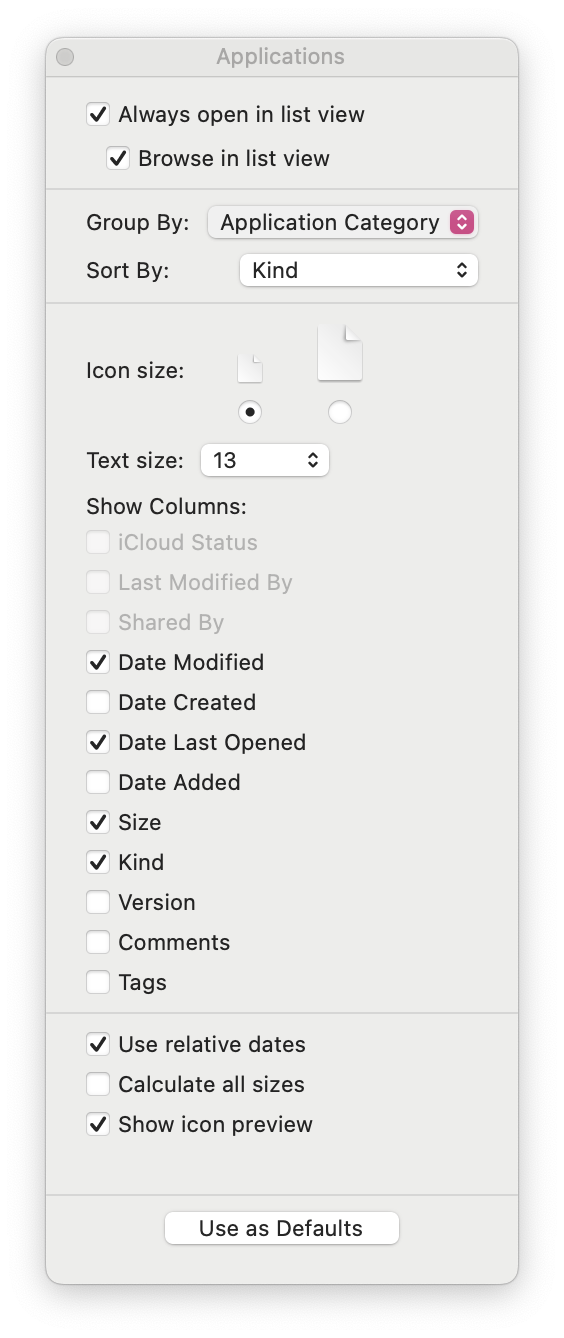 Applications
Always open in list view
Browse in list view
Group By: Application Category
Sort By: Kind
Icon size:
Text size: 13
Show Columns:
iCloud Status
Last Modified By
Shared By
Date Modified
Date Created
Date Last Opened
Date Added
Size
Kind
Version
Comments
Tags
Use relative dates
Calculate all sizes
Show icon preview
Use as Defaults